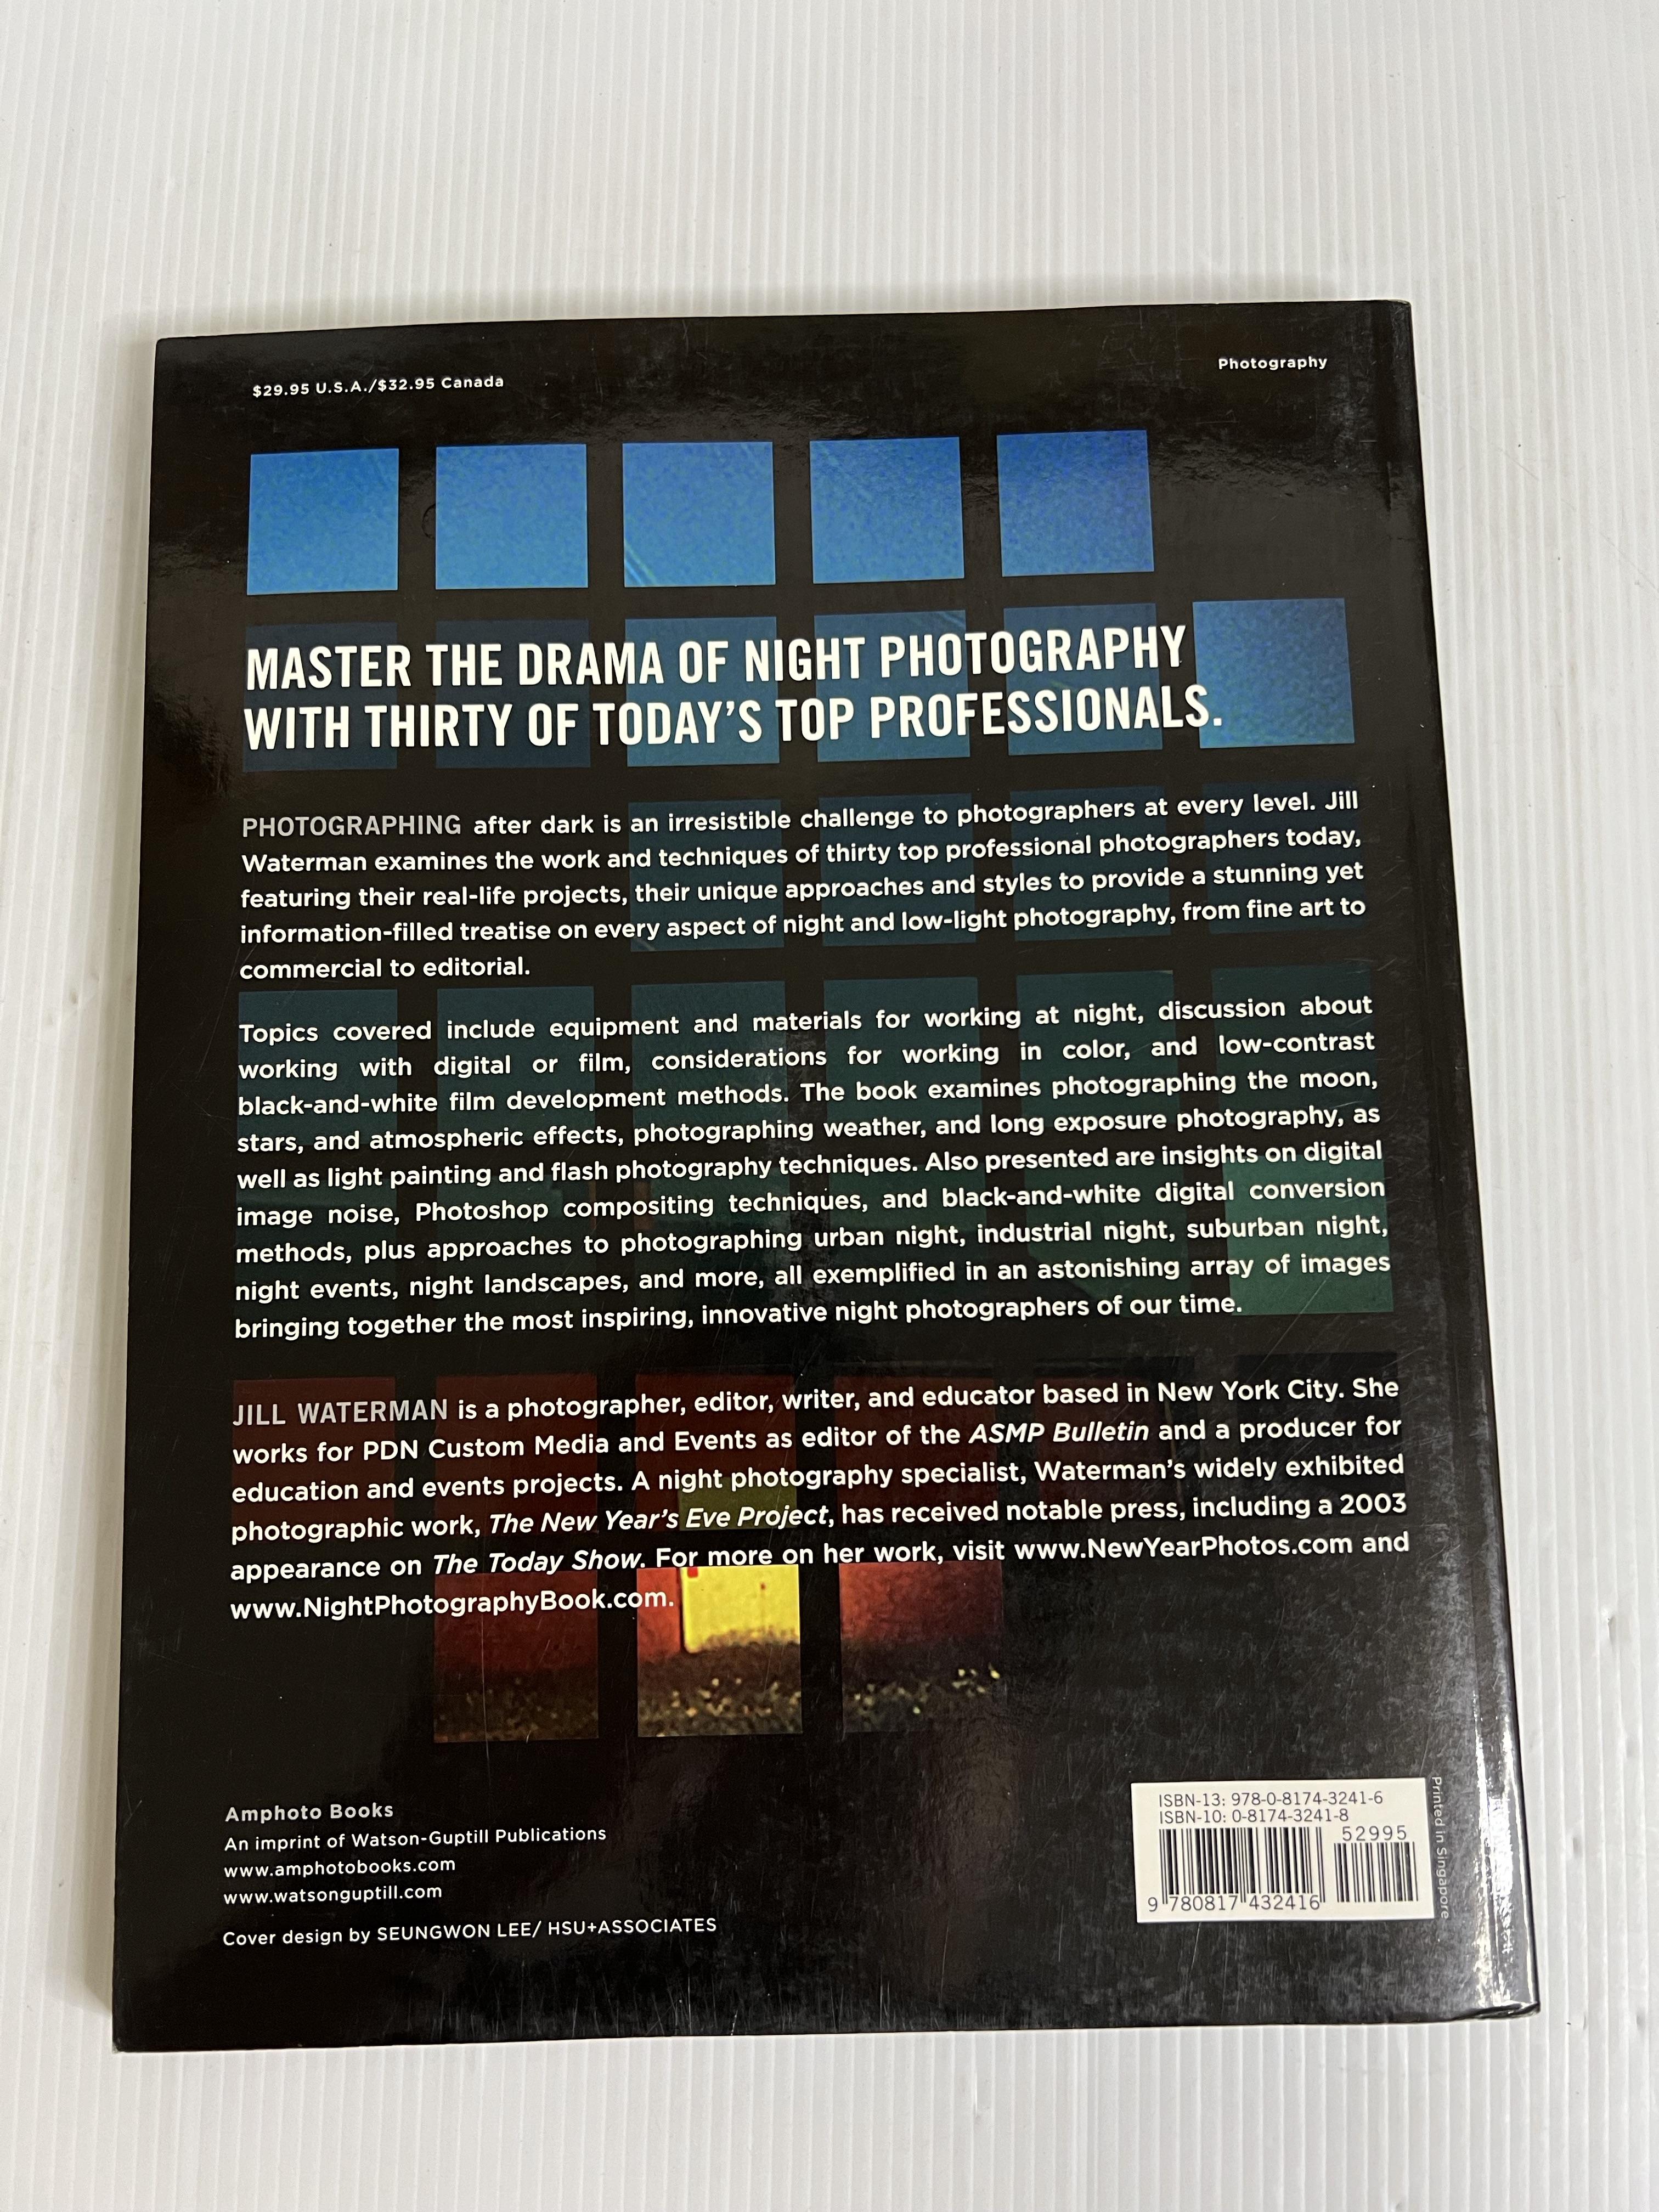 $29.95 U.S.A./$32.95 Canada
Photography
MASTER THE DRAMA OF NIGHT PHOTOGRAPHY
WITH THIRTY OF TODAY'S TOP PROFESSIONALS.
PHOTOGRAPHING after dark is an irresistible challenge to photographers at every level. Jill
Waterman examines the work and techniques of thirty top professional photographers today,
featuring their real-life projects, their unique approaches and styles to provide a stunning yet
information-filled treatise on every aspect of night and low-light photography, from fine art to
commercial to editorial.
Topics covered include equipment and materials for working at night, discussion about
working with digital or film, considerations for working in color, and low-contrast
black-and-white film development methods. The book examines photographing the moon,
stars, and atmospheric effects, photographing weather, and long exposure photography, as
well as light painting and flash photography techniques. Also presented are insights on digital
image noise, Photoshop compositing techniques, and black-and-white digital conversion
methods, plus approaches to photographing urban night, industrial night, suburban night,
night events, night landscapes, and more, all exemplified in an astonishing array of images
bringing together the most inspiring, innovative night photographers of our time.
JILL WATERMAN is a photographer, editor, writer, and educator based in New York City. She
works for PDN Custom Media and Events as editor of the ASMP Bulletin and a producer for
education and events projects. A night photography specialist, Waterman's widely exhibited
photographic work, The New Year's Eve Project, has received notable press, including a 2003
appearance on The Today Show. For more on her work, visit www.NewYearPhotos.com and
www.NightPhotographyBook.com.
Amphoto Books
An imprint of Watson-Guptill Publications
www.amphotobooks.com
www.watsonguptill.com
Cover design by SEUNGWON LEE/ HSU+ASSOCIATES
ISBN-13: 978-0-8174-3241-6
ISBN-10: 0-8174-3241-8
52995
9 780817 432416
Printed in Singapore